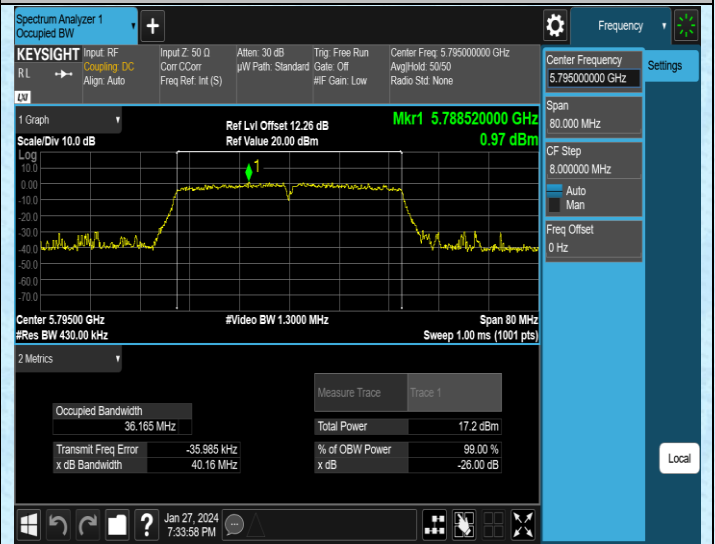 Spectrum Analyzer 1
Occupied BW
+
Frequency
KEYSIGHT
RL
LXI
Input: RF
Coupling: DC
Align: Auto
Input Z: 50 Ω
Corr CCorr
Freq Ref: Int (S)
Atten: 30 dB
µW Path: Standard
Trig: Free Run
Gate: Off
#IF Gain: Low
Center Freq: 5.795000000 GHz
Avg|Hold: 50/50
Radio Std: None
Center Frequency
5.795000000 GHz
Settings
Span
80.000 MHz
CF Step
8.000000 MHz
Auto
Man
Freq Offset
0 Hz
Local
1 Graph
Scale/Div 10.0 dB
Ref Lvl Offset 12.26 dB
Ref Value 20.00 dBm
Mkr1 5.788520000 GHz
0.97 dBm
Log
10.0
0.00
-10.0
-20.0
-30.0
-40.0
-50.0
-60.0
-70.0
1
Center 5.79500 GHz
#Res BW 430.00 kHz
#Video BW 1.3000 MHz
Span 80 MHz
Sweep 1.00 ms (1001 pts)
2 Metrics
Measure Trace Trace 1
Occupied Bandwidth
36.165 MHz
Total Power 17.2 dBm
Transmit Freq Error -35.985 kHz
% of OBW Power 99.00 %
x dB Bandwidth 40.16 MHz
x dB -26.00 dB
?
Jan 27, 2024
7:33:58 PM